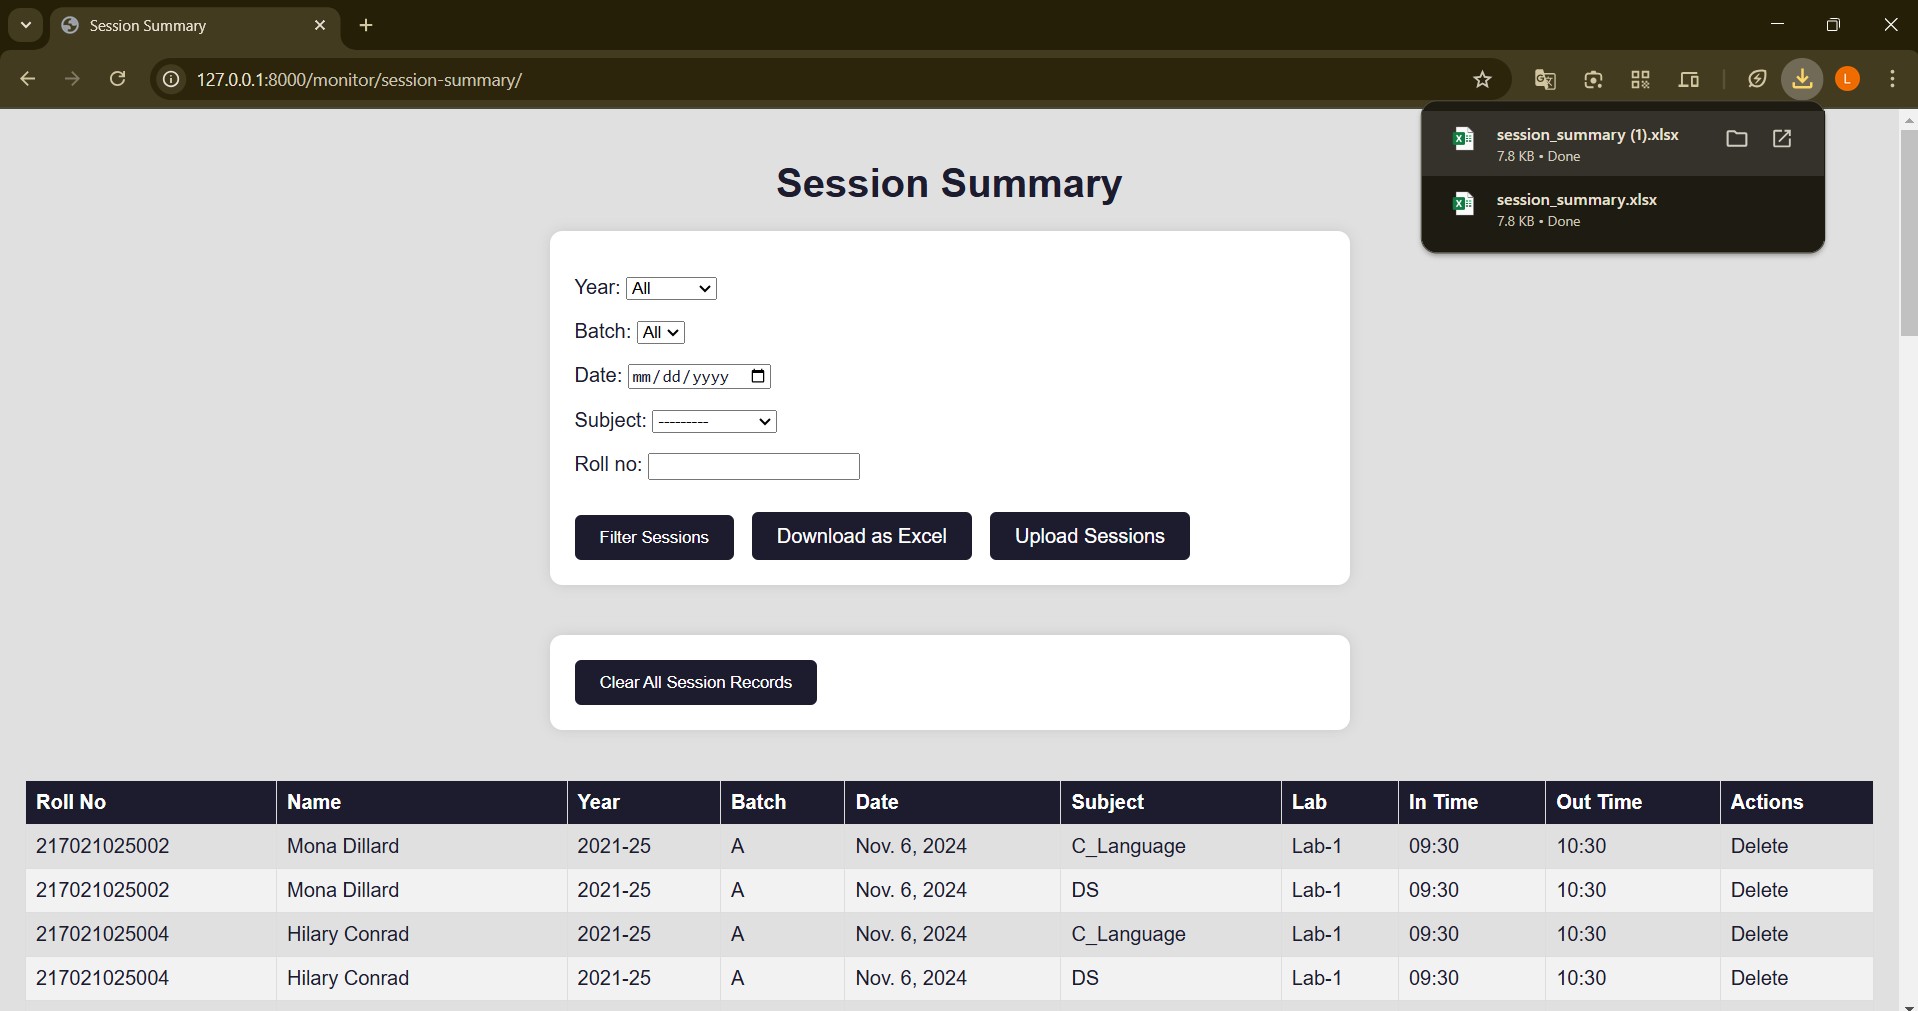 Session Summary
127.0.0.1:8000/monitor/session-summary/
L
session_summary (1).xlsx
7.8 KB • Done
session_summary.xlsx
7.8 KB • Done
Session Summary
Year: All
Batch: All
Date: mm/dd/yyyy
Subject: ---------
Roll no:
Filter Sessions Download as Excel Upload Sessions
Clear All Session Records
Roll No Name Year Batch Date Subject Lab In Time Out Time Actions
217021025002 Mona Dillard 2021-25 A Nov. 6, 2024 C_Language Lab-1 09:30 10:30 Delete
217021025002 Mona Dillard 2021-25 A Nov. 6, 2024 DS Lab-1 09:30 10:30 Delete
217021025004 Hilary Conrad 2021-25 A Nov. 6, 2024 C_Language Lab-1 09:30 10:30 Delete
217021025004 Hilary Conrad 2021-25 A Nov. 6, 2024 DS Lab-1 09:30 10:30 Delete